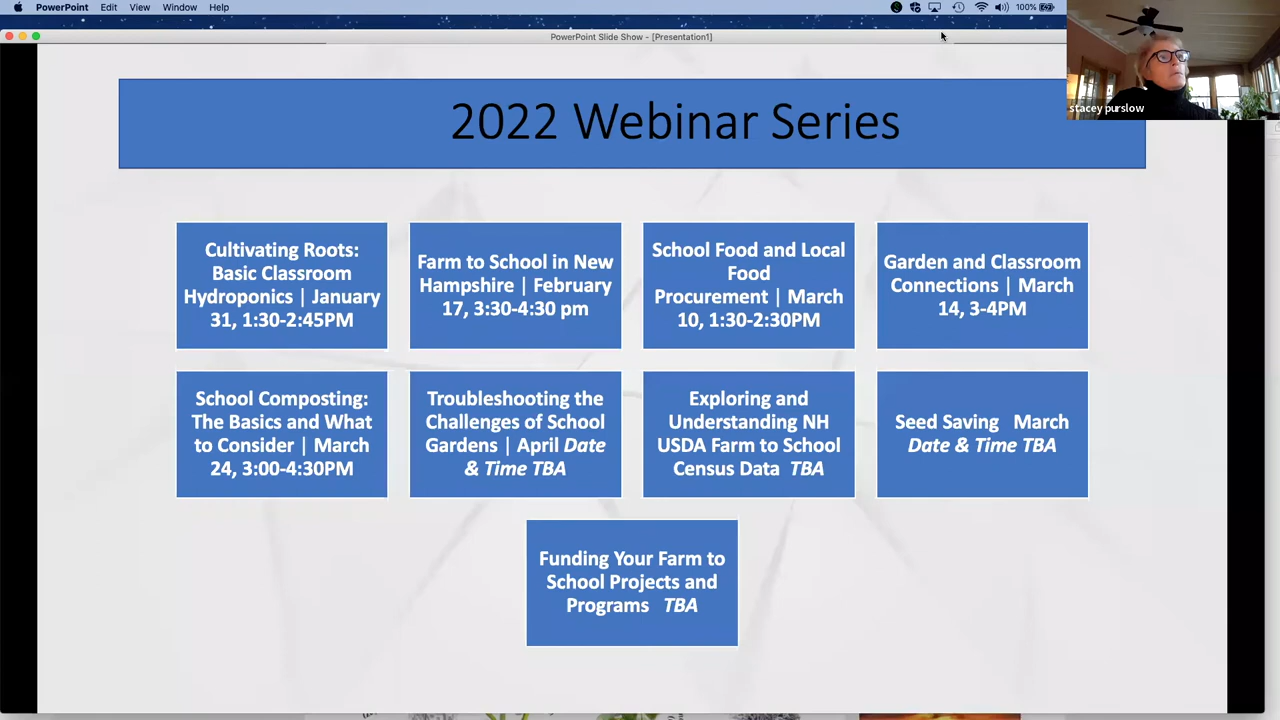 PowerPoint Edit View Window Help 100%
PowerPoint Slide Show - [Presentation1]
stacey purslow
2022 Webinar Series
Cultivating Roots:
Basic Classroom
Hydroponics | January
31, 1:30-2:45PM
Farm to School in New
Hampshire | February
17, 3:30-4:30 pm
School Food and Local
Food
Procurement | March
10, 1:30-2:30PM
Garden and Classroom
Connections | March
14, 3-4PM
School Composting:
The Basics and What
to Consider | March
24, 3:00-4:30PM
Troubleshooting the
Challenges of School
Gardens | April Date
& Time TBA
Exploring and
Understanding NH
USDA Farm to School
Census Data TBA
Seed Saving March
Date & Time TBA
Funding Your Farm to
School Projects and
Programs TBA